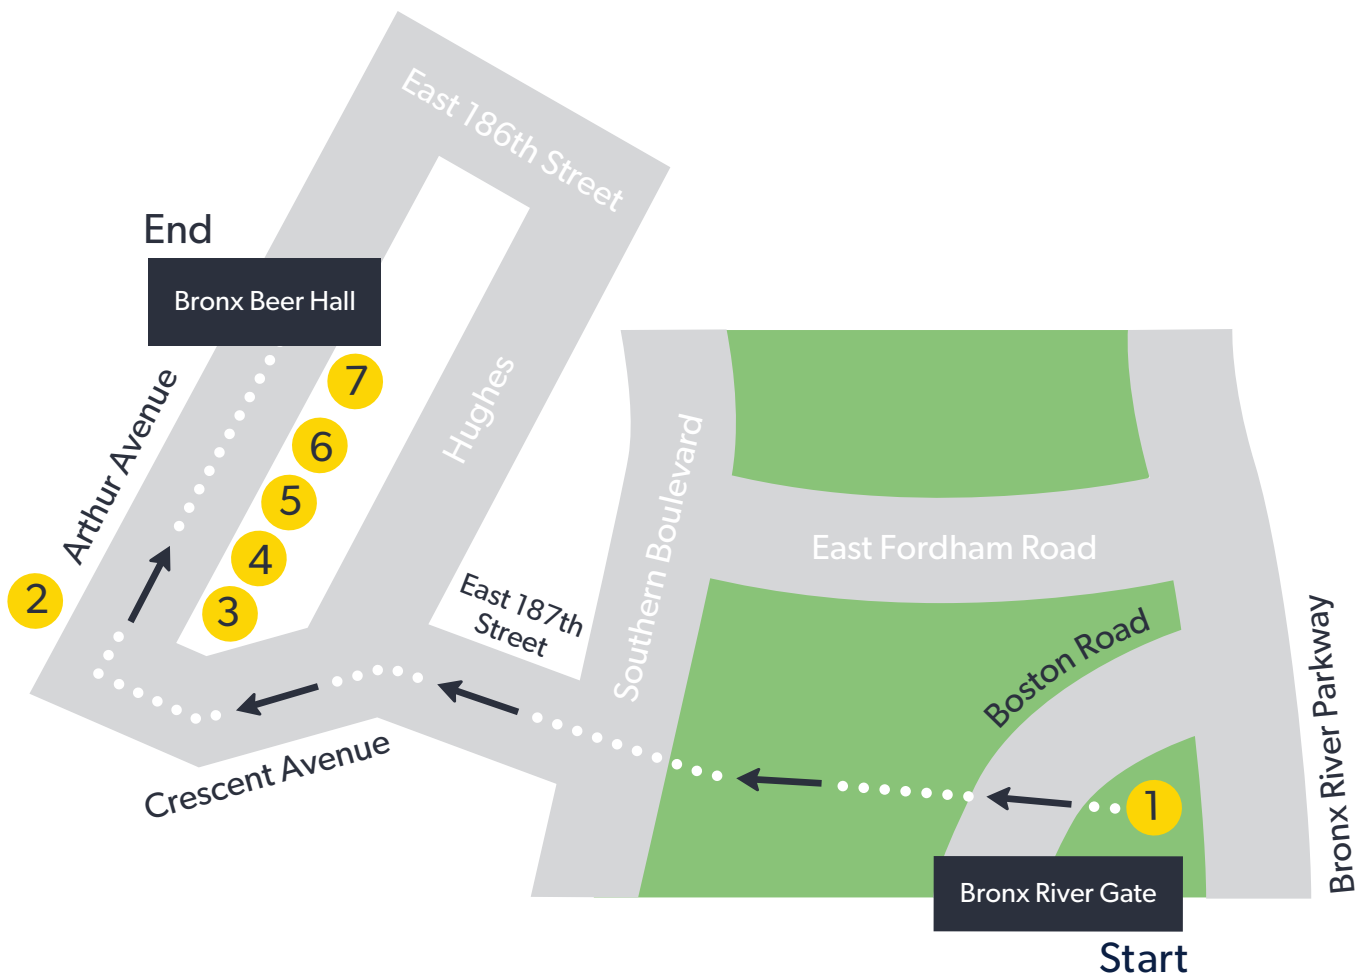 East 186th Street
End
Bronx Beer Hall
7
Hughes
Arthur Avenue
6
5
4
3
2
East 187th
Street
Southern Boulevard
East Fordham Road
Boston Road
Bronx River Parkway
Crescent Avenue
1
Bronx River Gate
Start